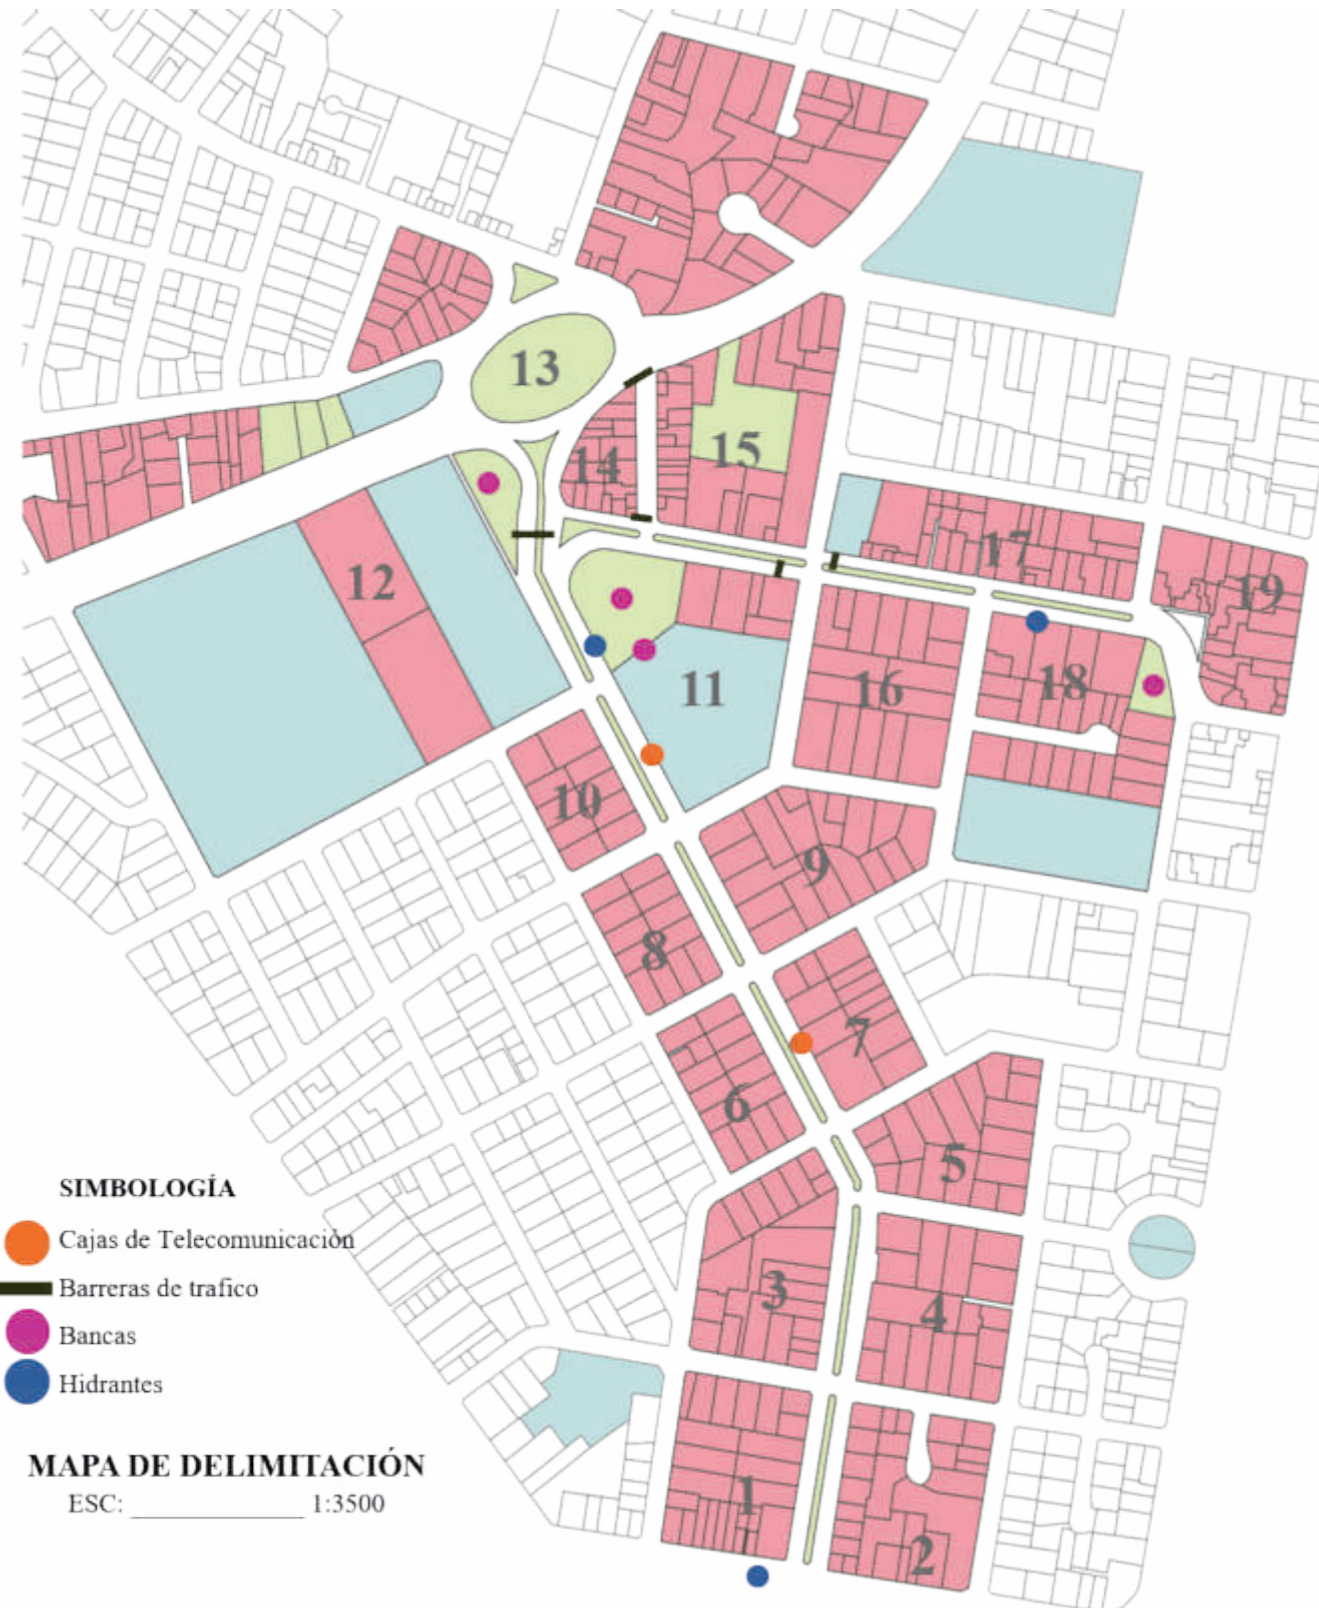 13
15
14
17
12
19
11
16
18
10
9
8
7
6
5
3
4
1
2
SIMBOLOGÍA
Cajas de Telecomunicación
Barreras de trafico
Bancas
Hidrantes
MAPA DE DELIMITACIÓN
ESC: ______________ 1:3500